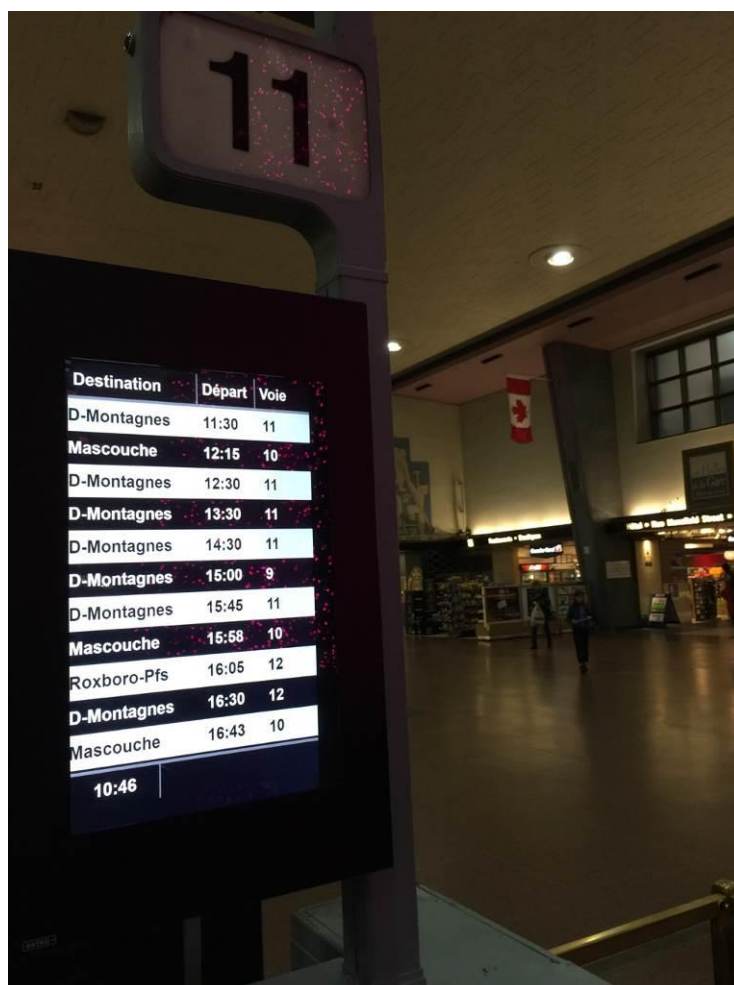 11
Destination Départ Voie
D-Montagnes 11:30 11
Mascouche 12:15 10
D-Montagnes 12:30 11
D-Montagnes 13:30 11
D-Montagnes 14:30 11
D-Montagnes 15:00 9
D-Montagnes 15:45 11
Mascouche 15:58 10
Roxboro-Pfs 16:05 12
D-Montagnes 16:30 12
Mascouche 16:43 10
10:46